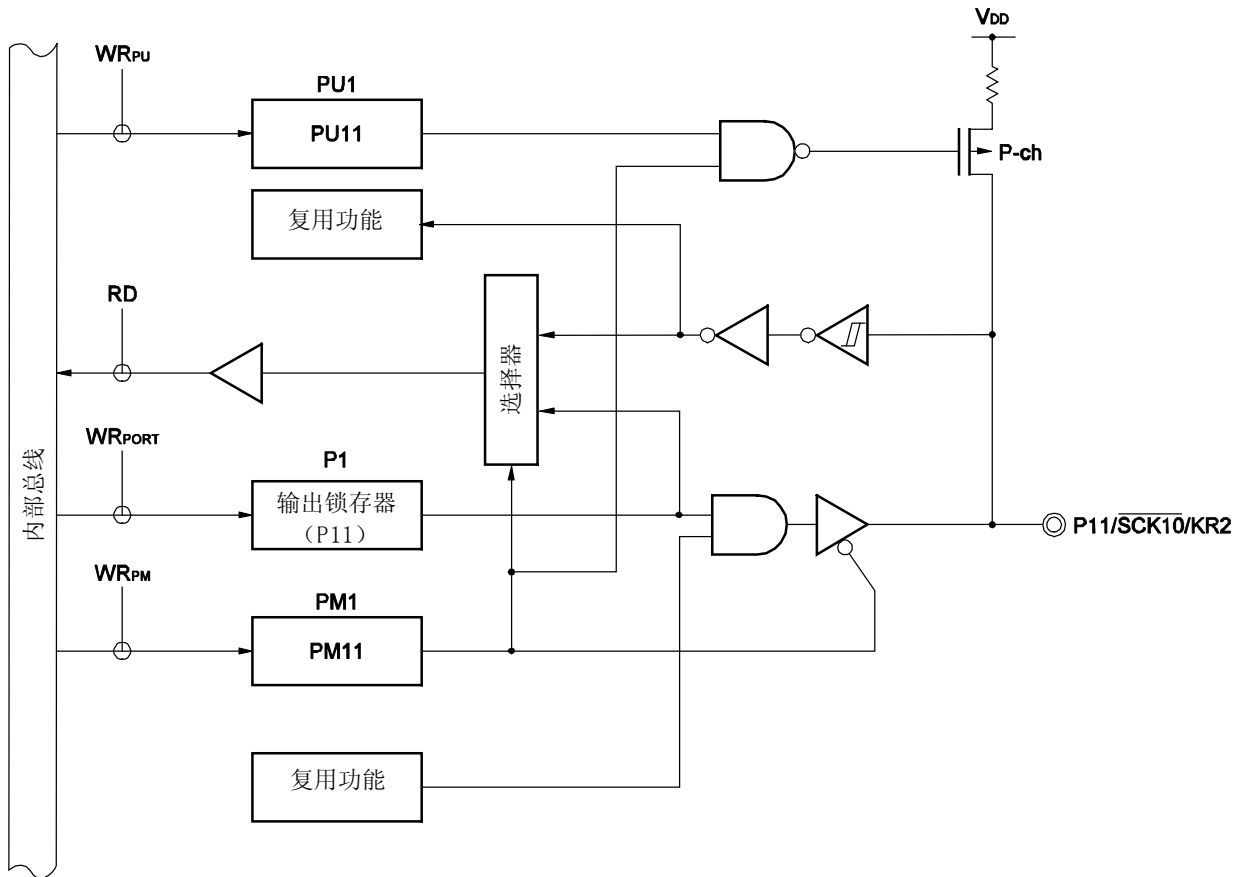 VDD
WRPU
PU1
PU11
P-ch
复用功能
RD
选择器
WRPORT
P1
输出锁存器
（P11）
内部总线
P11/SCK10/KR2
WRPM
PM1
PM11
复用功能